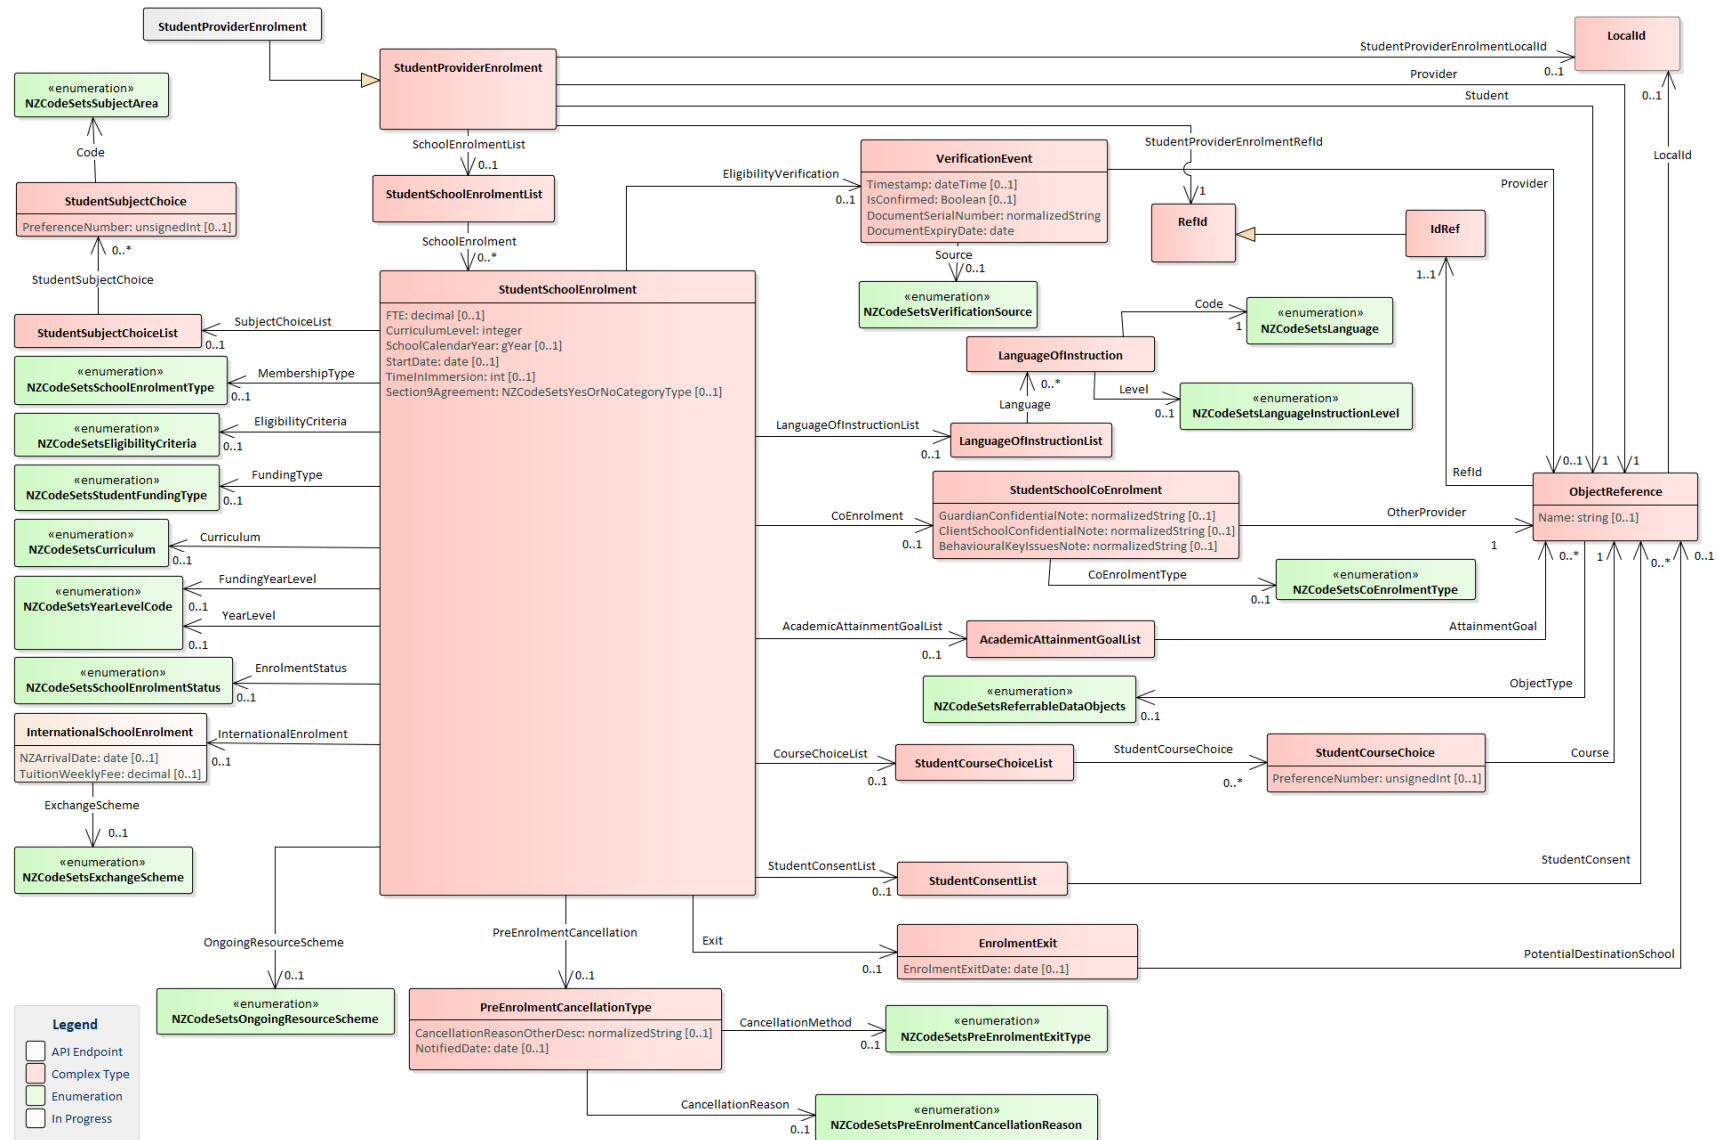 StudentProviderEnrolment
StudentProviderEnrolment
StudentProviderEnrolmentLocalId
0..1
LocalId
Provider
Student
0..1
«enumeration»
NZCodeSetsSubjectArea
Code
SchoolEnrolmentList
0..1
StudentProviderEnrolmentRefId
1
LocalId
StudentSubjectChoice
PreferenceNumber: unsignedInt [0..1]
0..*
StudentSubjectChoice
StudentSchoolEnrolmentList
SchoolEnrolment
0..*
EligibilityVerification
0..1
VerificationEvent
Timestamp: dateTime [0..1]
IsConfirmed: Boolean [0..1]
DocumentSerialNumber: normalizedString
DocumentExpiryDate: date
Provider
Source
0..1
RefId
IdRef
1..1
«enumeration»
NZCodeSetsVerificationSource
StudentSchoolEnrolment
FTE: decimal [0..1]
CurriculumLevel: integer
SchoolCalendarYear: gYear [0..1]
StartDate: date [0..1]
TimeInImmersion: int [0..1]
Section9Agreement: NZCodeSetsYesOrNoCategoryType [0..1]
StudentSubjectChoiceList
SubjectChoiceList
0..1
«enumeration»
NZCodeSetsSchoolEnrolmentType
MembershipType
0..1
«enumeration»
NZCodeSetsEligibilityCriteria
EligibilityCriteria
0..1
«enumeration»
NZCodeSetsStudentFundingType
FundingType
0..1
«enumeration»
NZCodeSetsCurriculum
Curriculum
0..1
«enumeration»
NZCodeSetsYearLevelCode
FundingYearLevel
0..1
YearLevel
0..1
«enumeration»
NZCodeSetsSchoolEnrolmentStatus
EnrolmentStatus
0..1
InternationalSchoolEnrolment
NZArrivalDate: date [0..1]
TuitionWeeklyFee: decimal [0..1]
InternationalEnrolment
0..1
ExchangeScheme
0..1
«enumeration»
NZCodeSetsExchangeScheme
LanguageOfInstruction
Code
1
«enumeration»
NZCodeSetsLanguage
Level
0..1
«enumeration»
NZCodeSetsLanguageInstructionLevel
0..*
Language
LanguageOfInstructionList
0..1
LanguageOfInstructionList
RefId
0..1
1
1
ObjectReference
Name: string [0..1]
CoEnrolment
0..1
StudentSchoolCoEnrolment
GuardianConfidentialNote: normalizedString [0..1]
ClientSchoolConfidentialNote: normalizedString [0..1]
BehaviouralKeyIssuesNote: normalizedString [0..1]
OtherProvider
1
0..*
1
0..*
0..1
CoEnrolmentType
0..1
«enumeration»
NZCodeSetsCoEnrolmentType
AcademicAttainmentGoalList
0..1
AcademicAttainmentGoalList
AttainmentGoal
«enumeration»
NZCodeSetsReferrableDataObjects
ObjectType
0..1
CourseChoiceList
0..1
StudentCourseChoiceList
StudentCourseChoice
0..*
StudentCourseChoice
PreferenceNumber: unsignedInt [0..1]
Course
StudentConsentList
0..1
StudentConsentList
StudentConsent
Exit
0..1
EnrolmentExit
EnrolmentExitDate: date [0..1]
PotentialDestinationSchool
OngoingResourceScheme
0..1
«enumeration»
NZCodeSetsOngoingResourceScheme
PreEnrolmentCancellation
0..1
PreEnrolmentCancellationType
CancellationReasonOtherDesc: normalizedString [0..1]
NotifiedDate: date [0..1]
CancellationMethod
0..1
«enumeration»
NZCodeSetsPreEnrolmentExitType
CancellationReason
0..1
«enumeration»
NZCodeSetsPreEnrolmentCancellationReason
Legend
API Endpoint
Complex Type
Enumeration
In Progress